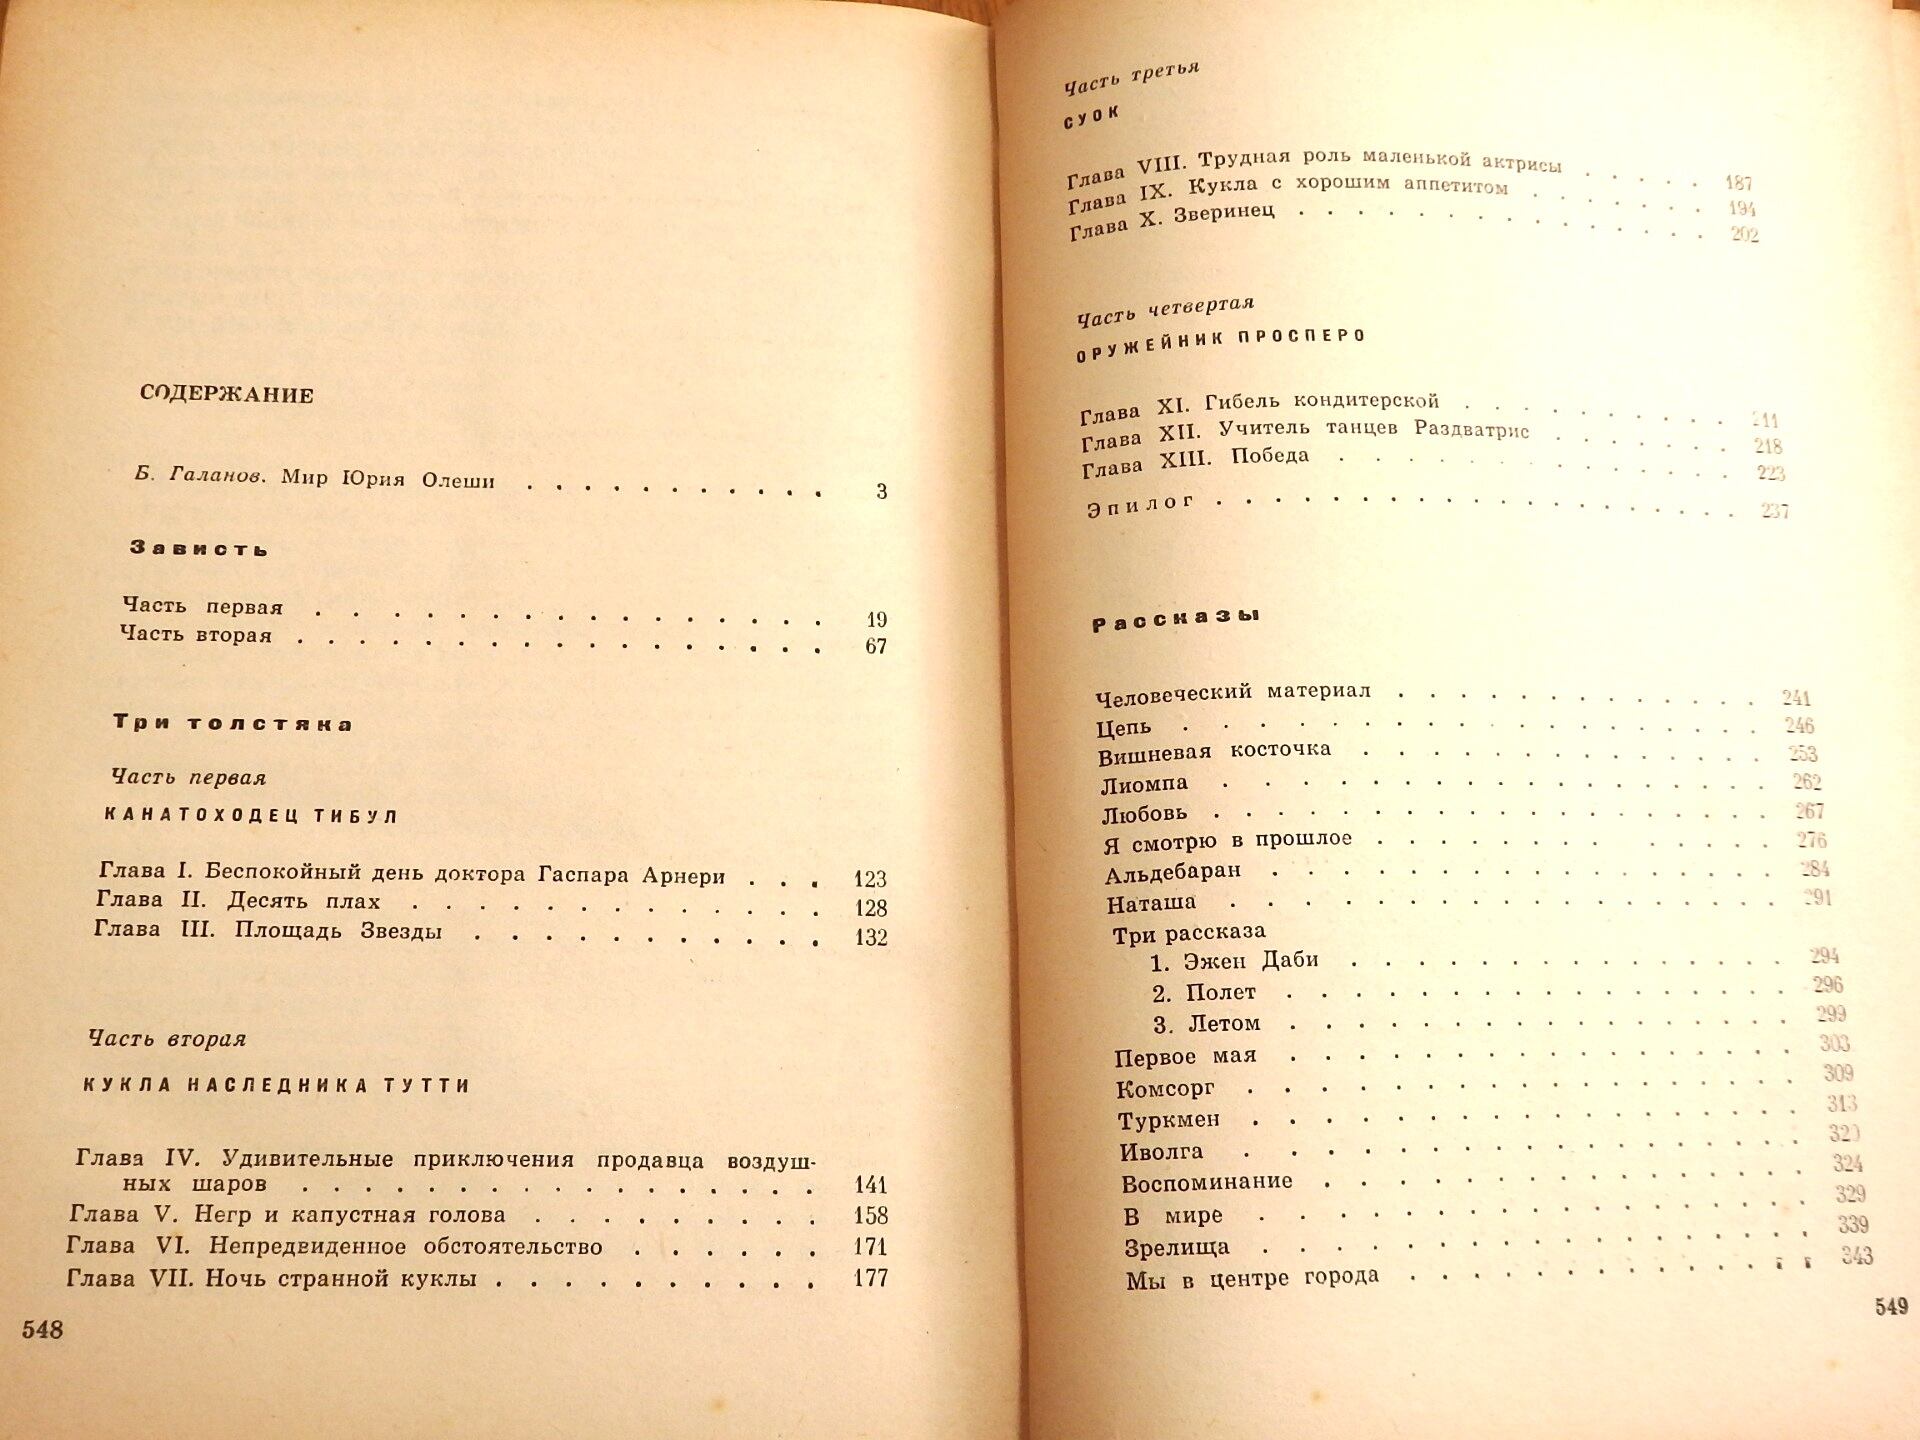 СОДЕРЖАНИЕ
Б. Галанов. Мир Юрия Олеши . . . . . . . . . . . 3
Зависть
Часть первая . . . . . . . . . . . . . . 19
Часть вторая . . . . . . . . . . . . . . 67
Три толстяка
Часть первая
КАНАТОХОДЕЦ ТИБУЛ
Глава I. Беспокойный день доктора Гаспара Арнери . . . 123
Глава II. Десять плах . . . . . . . . . . . . 128
Глава III. Площадь Звезды . . . . . . . . . . 132
Часть вторая
КУКЛА НАСЛЕДНИКА ТУТТИ
Глава IV. Удивительные приключения продавца воздуш-
ных шаров . . . . . . . . . . . . . . . 141
Глава V. Негр и капустная голова . . . . . . . . 158
Глава VI. Непредвиденное обстоятельство . . . . . . 171
Глава VII. Ночь странной куклы . . . . . . . . . 177
548
Часть третья
СУОК
Глава VIII. Трудная роль маленькой актрисы . . . . 187
Глава IX. Кукла с хорошим аппетитом . . . . . . 194
Глава X. Зверинец . . . . . . . . . . . . . 202
Часть четвертая
ОРУЖЕЙНИК ПРОСПЕРО
Глава XI. Гибель кондитерской . . . . . . . . 211
Глава XII. Учитель танцев Раздватрис . . . . . . 218
Глава XIII. Победа . . . . . . . . . . . . 223
Эпилог . . . . . . . . . . . . . . . 237
Рассказы
Человеческий материал . . . . . . . . . . . . 241
Цепь . . . . . . . . . . . . . . . 246
Вишневая косточка . . . . . . . . . . . . 253
Лиомпа . . . . . . . . . . . . . . 262
Любовь . . . . . . . . . . . . . . 267
Я смотрю в прошлое . . . . . . . . . . . 276
Альдебаран . . . . . . . . . . . . . . 284
Наташа . . . . . . . . . . . . . . 291
Три рассказа
1. Эжен Даби . . . . . . . . . . . . . 294
2. Полет . . . . . . . . . . . . . . 296
3. Летом . . . . . . . . . . . . . . 299
Первое мая . . . . . . . . . . . . . . 303
Комсорг . . . . . . . . . . . . . . 309
Туркмен . . . . . . . . . . . . . . 313
Иволга . . . . . . . . . . . . . . 320
Воспоминание . . . . . . . . . . . . . 324
В мире . . . . . . . . . . . . . . 329
Зрелища . . . . . . . . . . . . . . 339
Мы в центре города . . . . . . . . . . . 343
549